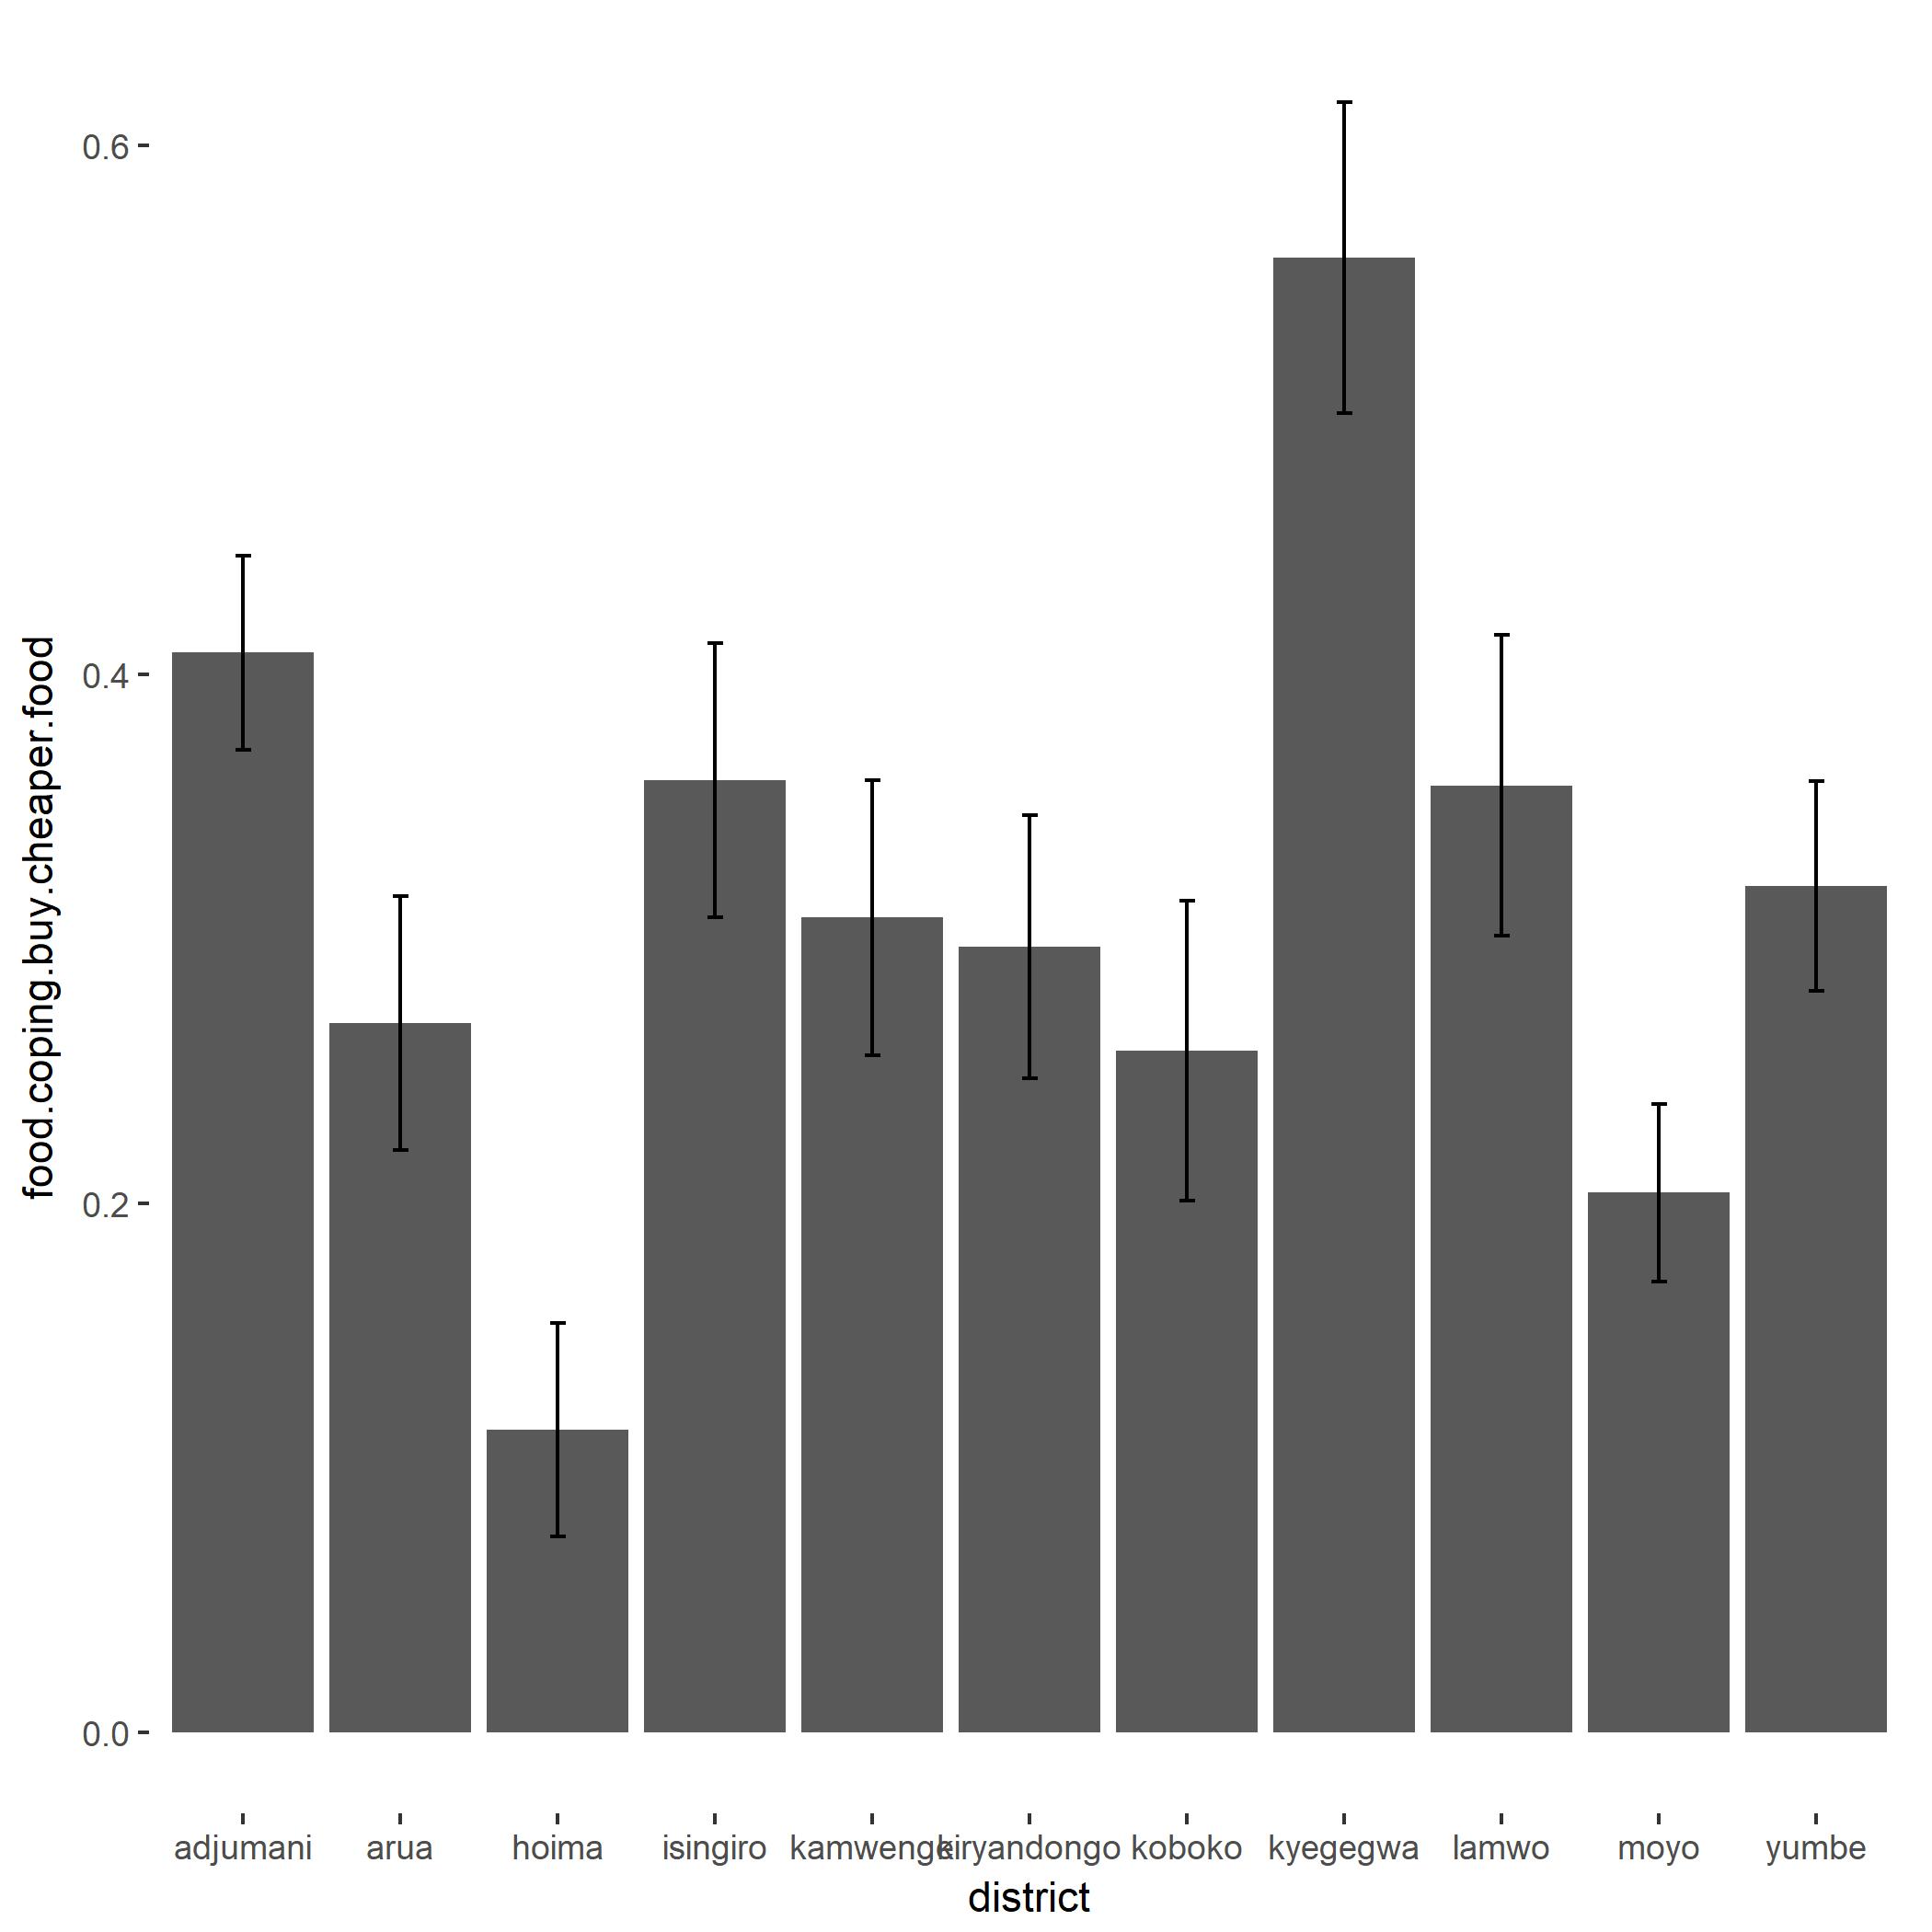 food.coping.buy.cheaper.food
0.6
0.4
0.2
0.0
adjumani arua hoima isingiro kamwenge kiryandongo koboko kyegegwa lamwo moyo yumbe
district